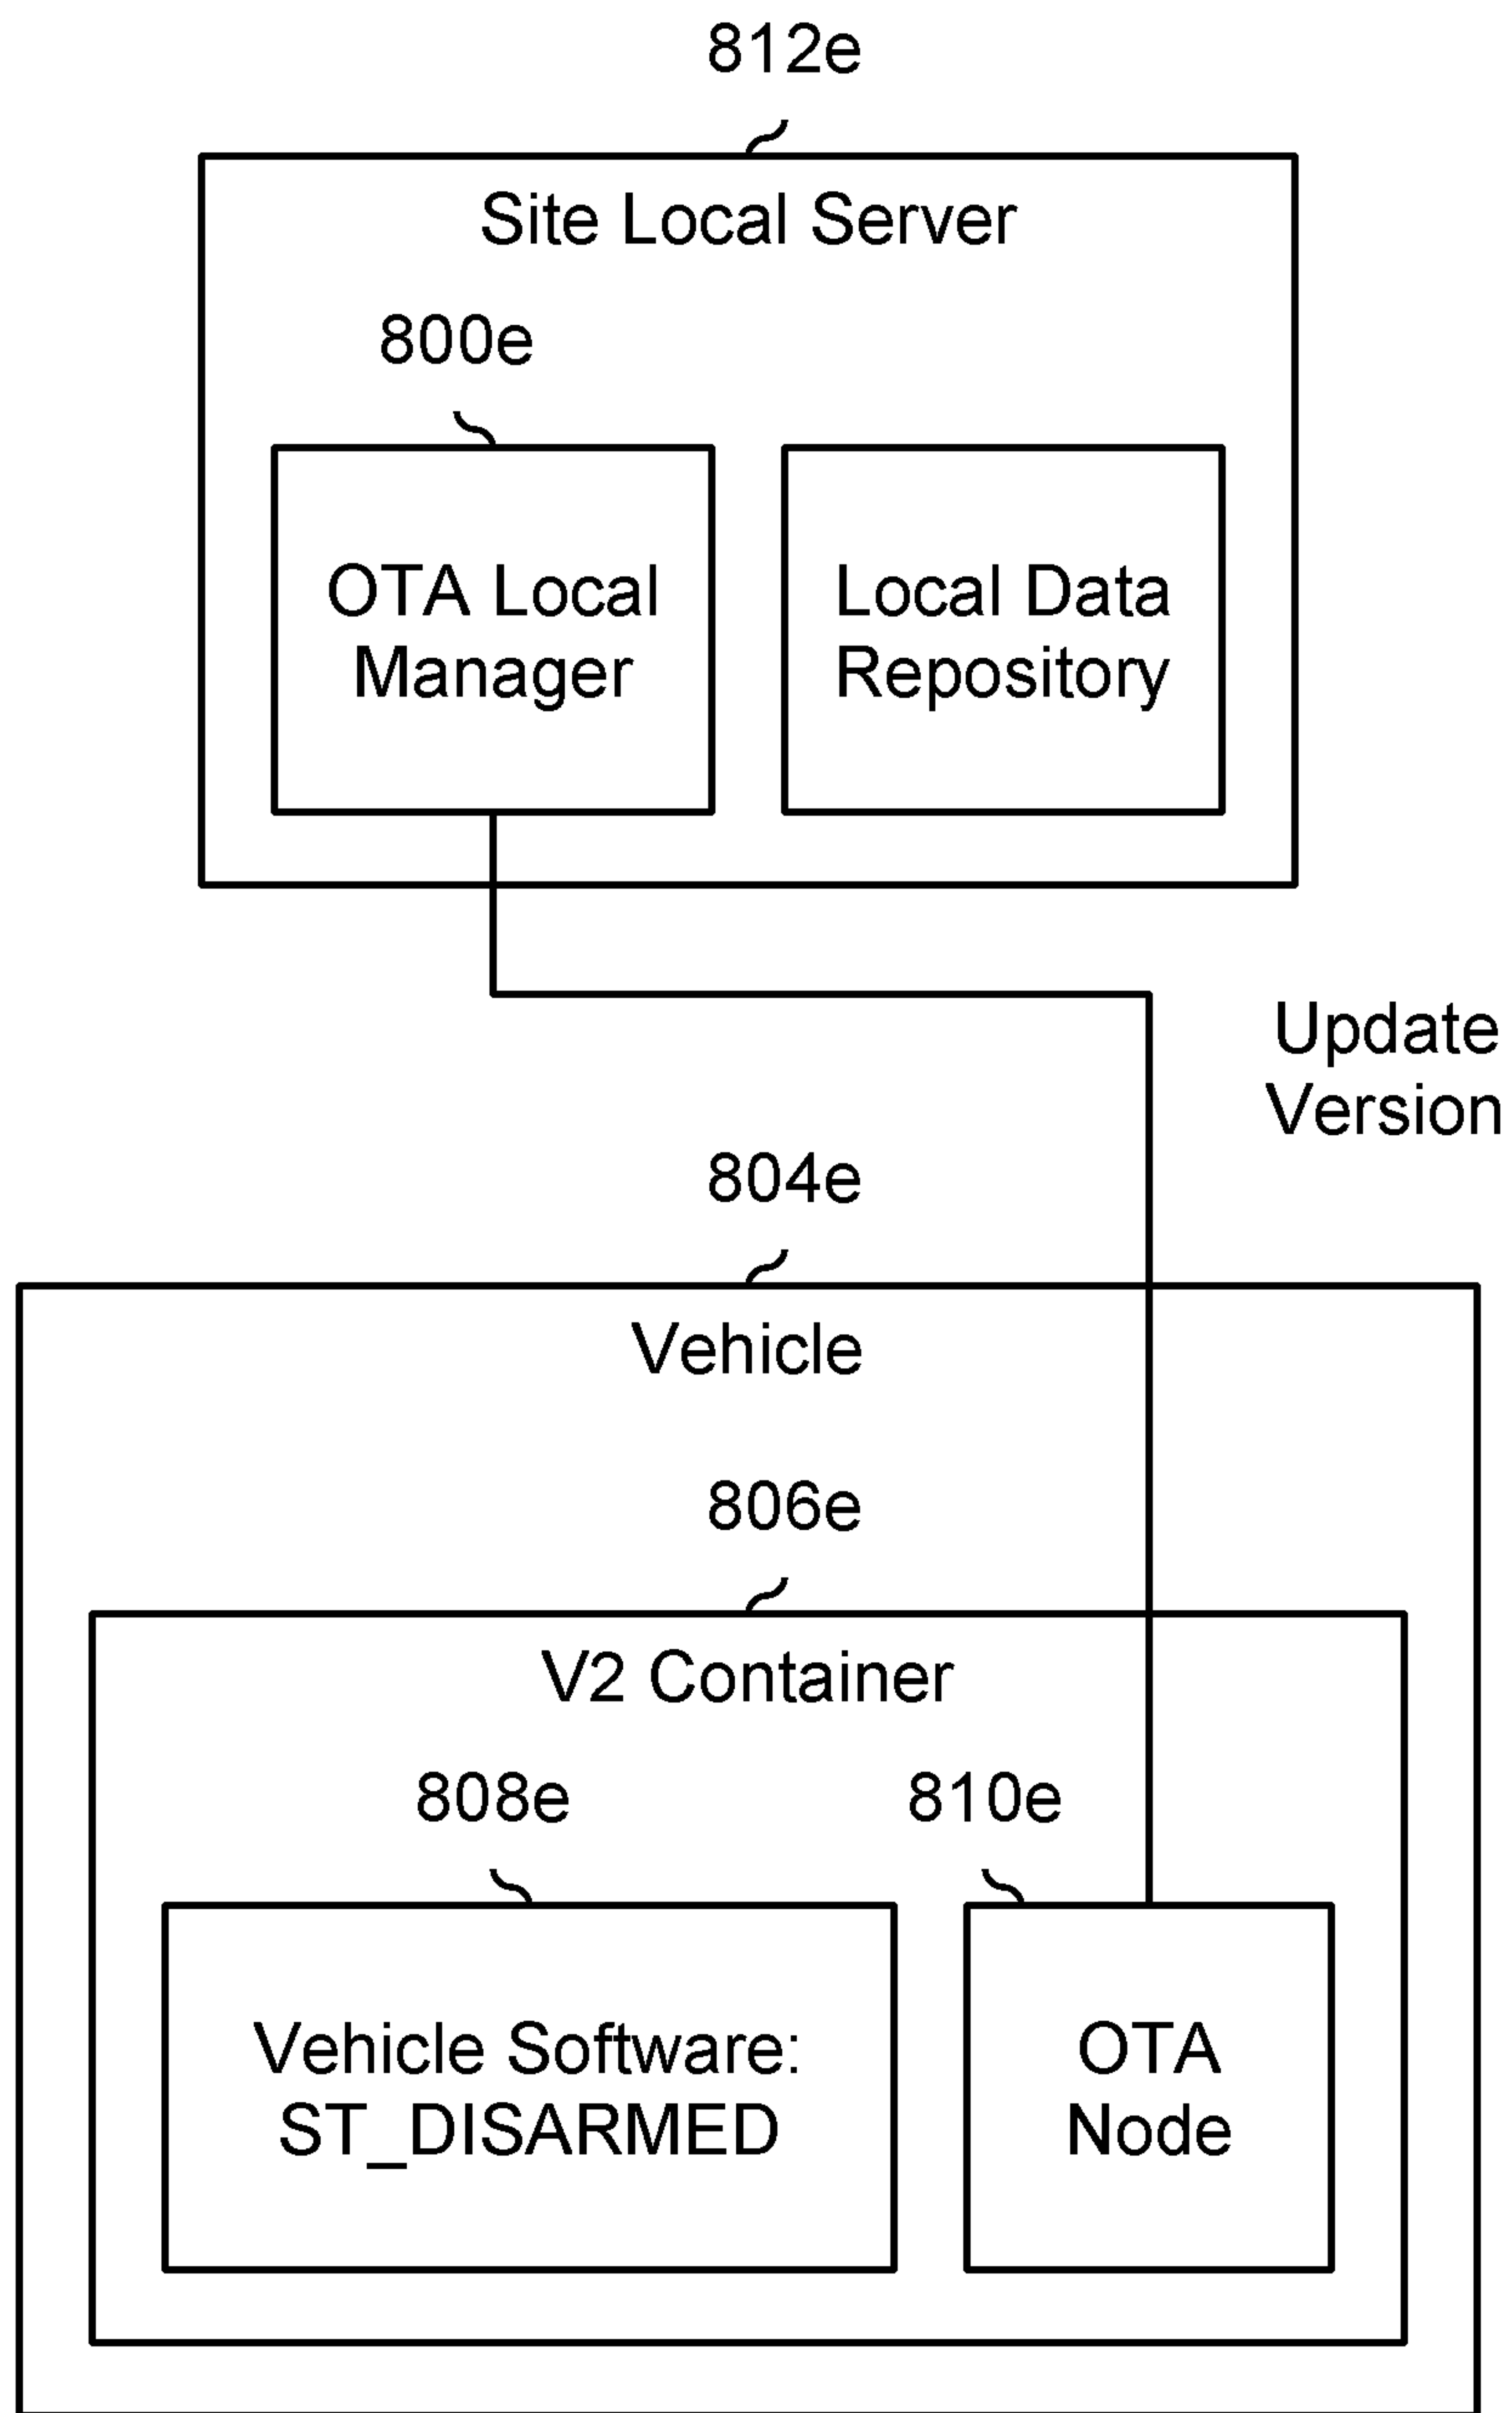 812e
Site Local Server
800e
OTA Local
Manager
Local Data
Repository
Update
Version
804e
Vehicle
806e
V2 Container
808e
810e
Vehicle Software:
ST_DISARMED
OTA
Node